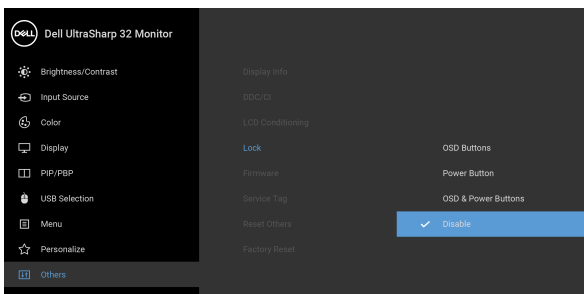 DELL Dell UltraSharp 32 Monitor
Brightness/Contrast Display Info
Input Source DDC/CI
Color LCD Conditioning
Display Lock OSD Buttons
PIP/PBP Firmware Power Button
USB Selection Service Tag OSD & Power Buttons
Menu Reset Others Disable
Personalize Factory Reset
Others